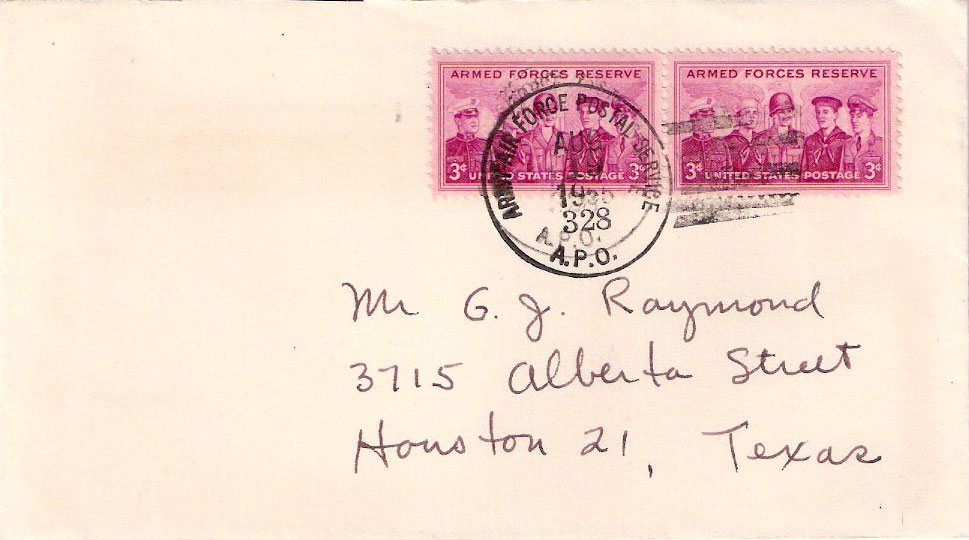 ARMED FORCES RESERVE
3¢ UNITED STATES POSTAGE 3¢
ARMED FORCES RESERVE
3¢ UNITED STATES POSTAGE 3¢
ARMY-AIR FORCE POSTAL SERVICE
AUG
328
A.P.O.
A.P.O.
Mr G. J. Raymond
3715 Alberta Street
Houston 21, Texas